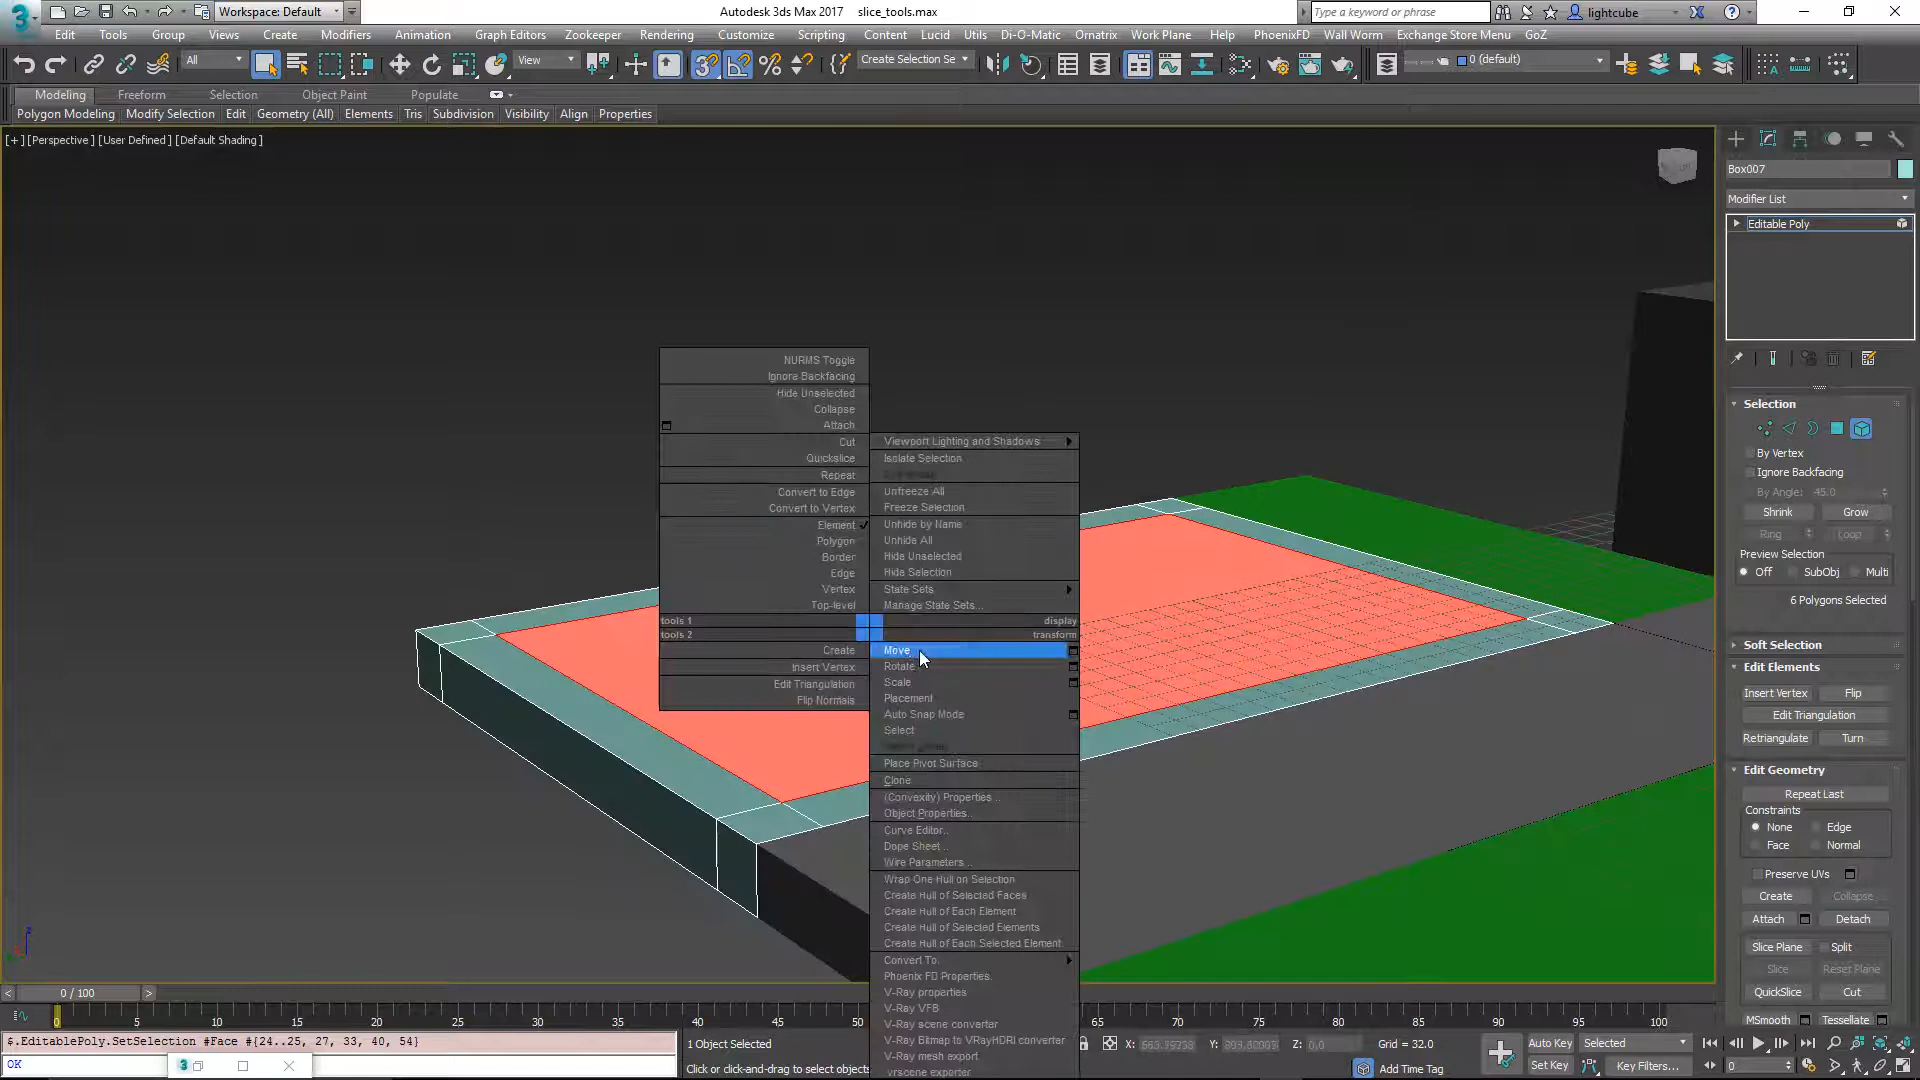 Workspace: Default
Autodesk 3ds Max 2017    slice_tools.max
Type a keyword or phrase
lightcube
Edit Tools Group Views Create Modifiers Animation Graph Editors Zookeeper Rendering Customize Scripting Content Lucid Utils Di-O-Matic Ornatrix Work Plane Help PhoenixFD Wall Worm Exchange Store Menu GoZ
All View Create Selection Se 0 (default)
Modeling Freeform Selection Object Paint Populate
Polygon Modeling Modify Selection Edit Geometry (All) Elements Tris Subdivision Visibility Align Properties
[+] [Perspective ] [User Defined ] [Default Shading ]
Box007
Modifier List
Editable Poly
NURMS Toggle
Ignore Backfacing
Hide Unselected
Collapse
Attach
Cut
Quickslice
Repeat
Convert to Edge
Convert to Vertex
Element
Polygon
Border
Edge
Vertex
Top-level
tools 1
tools 2
Create
Insert Vertex
Edit Triangulation
Flip Normals
Viewport Lighting and Shadows
Isolate Selection
Unfreeze All
Freeze Selection
Unhide by Name
Unhide All
Hide Unselected
Hide Selection
State Sets
Manage State Sets...
display
transform
Move
Rotate
Scale
Placement
Auto Snap Mode
Select
Place Pivot Surface
Clone
(Convexity) Properties...
Object Properties...
Curve Editor...
Dope Sheet...
Wire Parameters...
Wrap One Hull on Selection
Create Hull of Selected Faces
Create Hull of Each Element
Create Hull of Selected Elements
Create Hull of Each Selected Element
Convert To:
Phoenix FD Properties...
V-Ray properties
V-Ray VFB
V-Ray scene converter
V-Ray Bitmap to VRayHDRI converter
V-Ray mesh export
.vrscene exporter
Selection
By Vertex
Ignore Backfacing
By Angle: 45.0
Shrink Grow
Ring Loop
Preview Selection
Off SubObj Multi
6 Polygons Selected
Soft Selection
Edit Elements
Insert Vertex Flip
Edit Triangulation
Retriangulate Turn
Edit Geometry
Repeat Last
Constraints
None Edge
Face Normal
Preserve UVs
Create Collapse
Attach Detach
Slice Plane Split
Slice Reset Plane
QuickSlice Cut
MSmooth Tessellate
< 0 / 100 >
0 5 10 15 20 25 30 35 40 45 50 65 70 75 80 85 90 95 100
$.EditablePoly.SetSelection #Face #{24..25, 27, 33, 40, 54}
OK
3
1 Object Selected
Click or click-and-drag to select objects
X: Y: Z: 0.0 Grid = 32.0
Add Time Tag
Auto Key Selected
Set Key Key Filters...
0